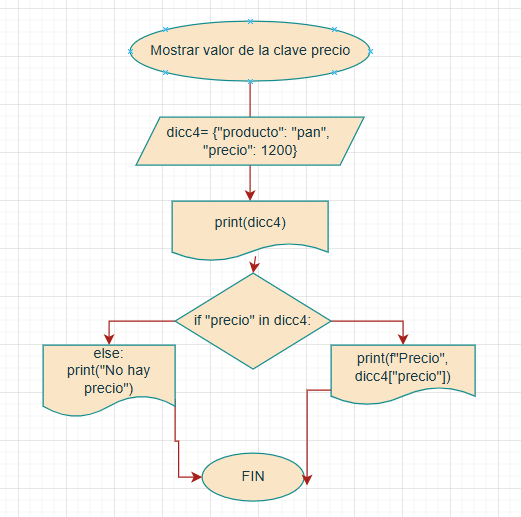 Mostrar valor de la clave precio
dicc4= {"producto": "pan",
"precio": 1200}
print(dicc4)
if "precio" in dicc4:
else:
print("No hay
precio")
print(f"Precio",
dicc4["precio"])
FIN